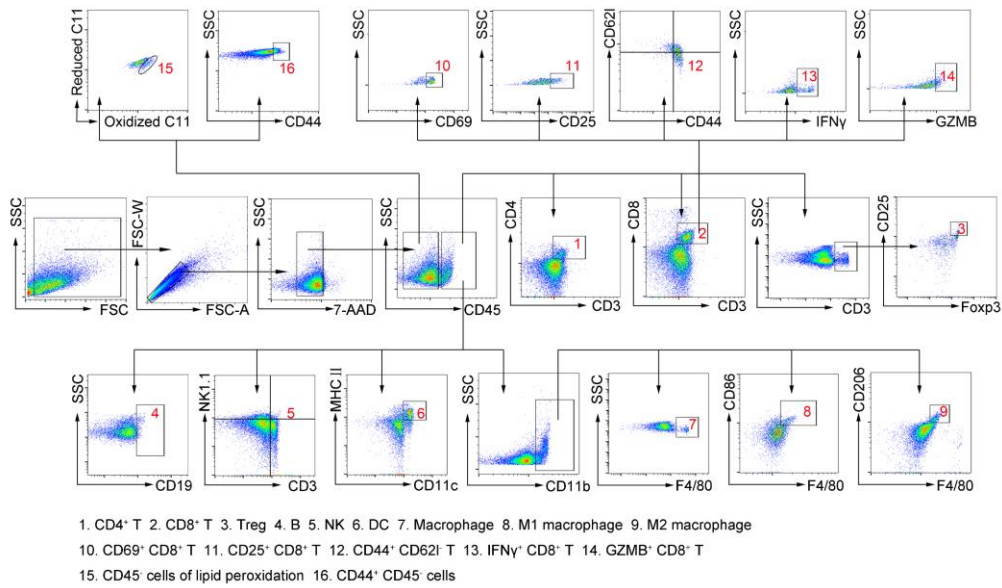 Reduced C11
15
Oxidized C11
SSC
16
CD44
SSC
10
CD69
SSC
11
CD25
CD62l
12
CD44
SSC
13
IFNγ
SSC
14
GZMB
SSC
FSC
FSC-W
FSC-A
SSC
7-AAD
SSC
CD45
CD4
1
CD3
CD8
2
CD3
SSC
CD3
CD25
3
Foxp3
SSC
4
CD19
NK1.1
5
CD3
MHC II
6
CD11c
SSC
CD11b
SSC
7
F4/80
CD86
8
F4/80
CD206
9
F4/80
1. CD4⁺ T 2. CD8⁺ T 3. Treg 4. B 5. NK 6. DC 7. Macrophage 8. M1 macrophage 9. M2 macrophage
10. CD69⁺ CD8⁺ T 11. CD25⁺ CD8⁺ T 12. CD44⁺ CD62l⁻ T 13. IFNγ⁺ CD8⁺ T 14. GZMB⁺ CD8⁺ T
15. CD45⁻ cells of lipid peroxidation 16. CD44⁺ CD45⁻ cells